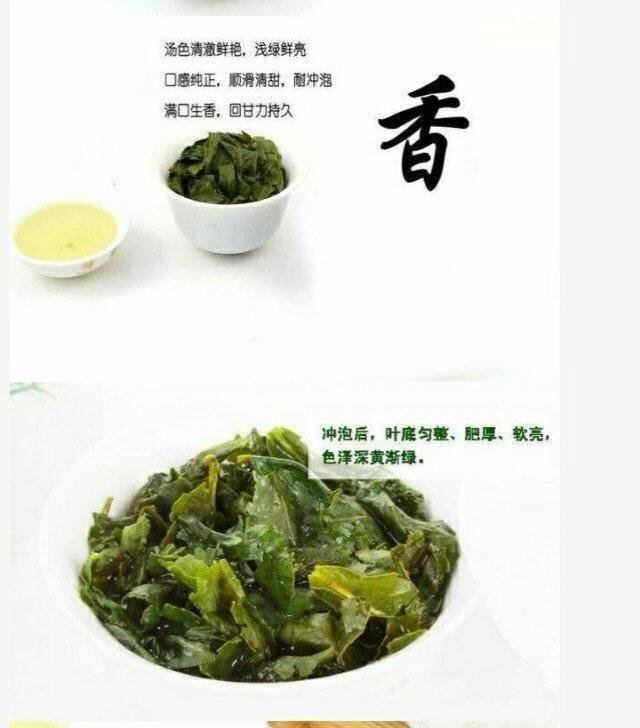 汤色清澈鲜艳，浅绿鲜亮
口感纯正，顺滑清甜，耐冲泡
满口生香，回甘力持久
香
冲泡后，叶底匀整、肥厚、软亮，
色泽深黄渐绿。